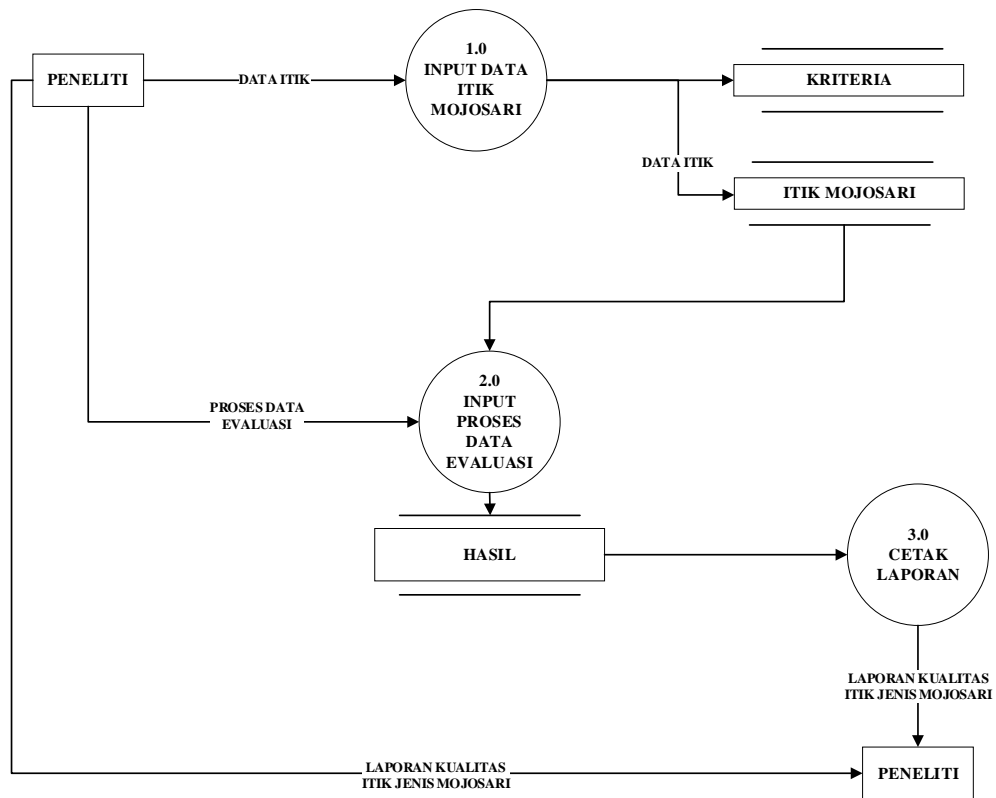 PENELITI
DATA ITIK
1.0
INPUT DATA
ITIK
MOJOSARI
KRITERIA
DATA ITIK
ITIK MOJOSARI
PROSES DATA
EVALUASI
2.0
INPUT
PROSES
DATA
EVALUASI
HASIL
3.0
CETAK
LAPORAN
LAPORAN KUALITAS
ITIK JENIS MOJOSARI
LAPORAN KUALITAS
ITIK JENIS MOJOSARI
PENELITI